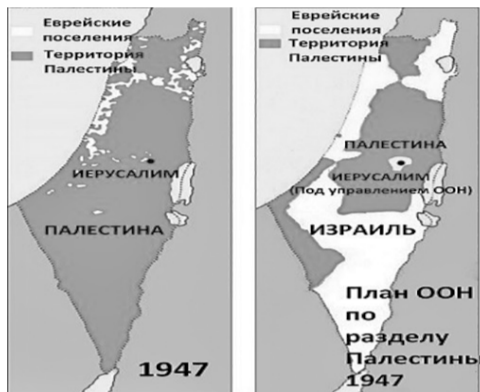 Еврейские
поселения
Территория
Палестины
ИЕРУСАЛИМ
ПАЛЕСТИНА
1947
Еврейские
поселения
Территория
Палестины
ПАЛЕСТИНА
ИЕРУСАЛИМ
(Под управлением ООН)
ИЗРАИЛЬ
План ООН
по
разделу
Палестины
1947